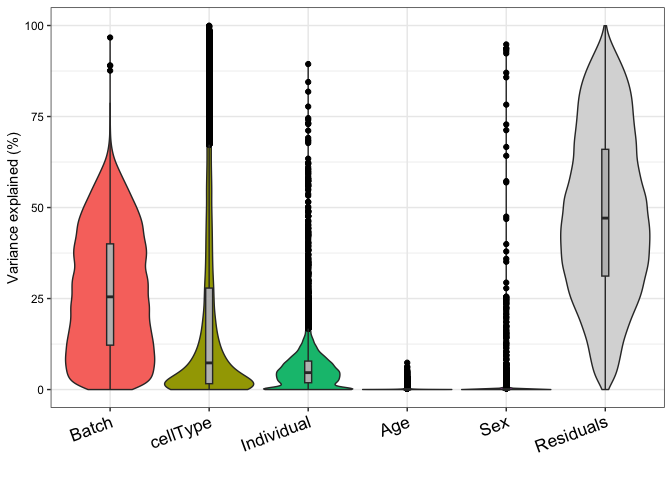 Variance explained (%)
100
75
50
25
0
Batch
cellType
Individual
Age
Sex
Residuals